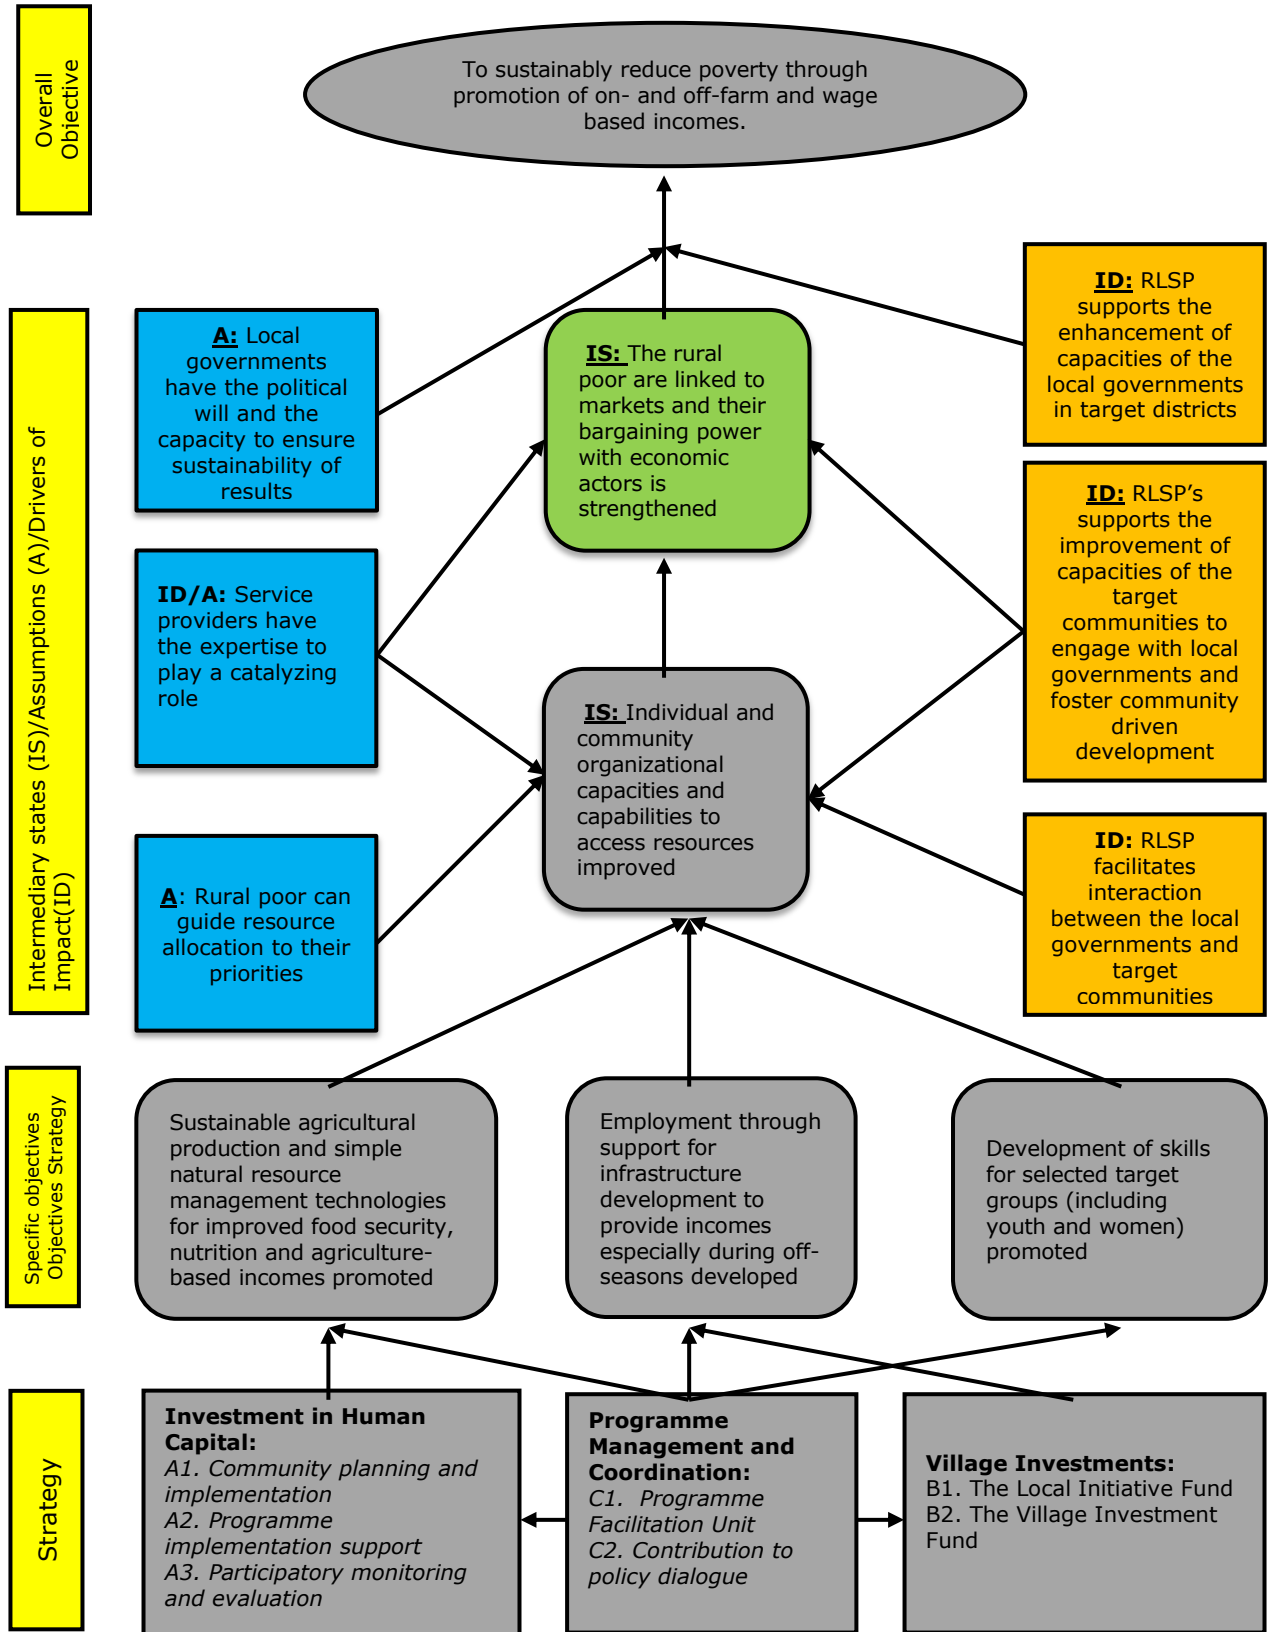 Overall
Objective
To sustainably reduce poverty through
promotion of on- and off-farm and wage
based incomes.
Intermediary states (IS)/Assumptions (A)/Drivers of
Impact(ID)
A: Local
governments
have the political
will and the
capacity to ensure
sustainability of
results
IS: The rural
poor are linked to
markets and their
bargaining power
with economic
actors is
strengthened
ID: RLSP
supports the
enhancement of
capacities of the
local governments
in target districts
ID/A: Service
providers have
the expertise to
play a catalyzing
role
ID: RLSP’s
supports the
improvement of
capacities of the
target
communities to
engage with local
governments and
foster community
driven
development
IS: Individual and
community
organizational
capacities and
capabilities to
access resources
improved
A: Rural poor can
guide resource
allocation to their
priorities
ID: RLSP
facilitates
interaction
between the local
governments and
target
communities
Specific objectives
Objectives Strategy
Sustainable agricultural
production and simple
natural resource
management technologies
for improved food security,
nutrition and agriculture-
based incomes promoted
Employment through
support for
infrastructure
development to
provide incomes
especially during off-
seasons developed
Development of skills
for selected target
groups (including
youth and women)
promoted
Strategy
Investment in Human
Capital:
A1. Community planning and
implementation
A2. Programme
implementation support
A3. Participatory monitoring
and evaluation
Programme
Management and
Coordination:
C1. Programme
Facilitation Unit
C2. Contribution to
policy dialogue
Village Investments:
B1. The Local Initiative Fund
B2. The Village Investment
Fund